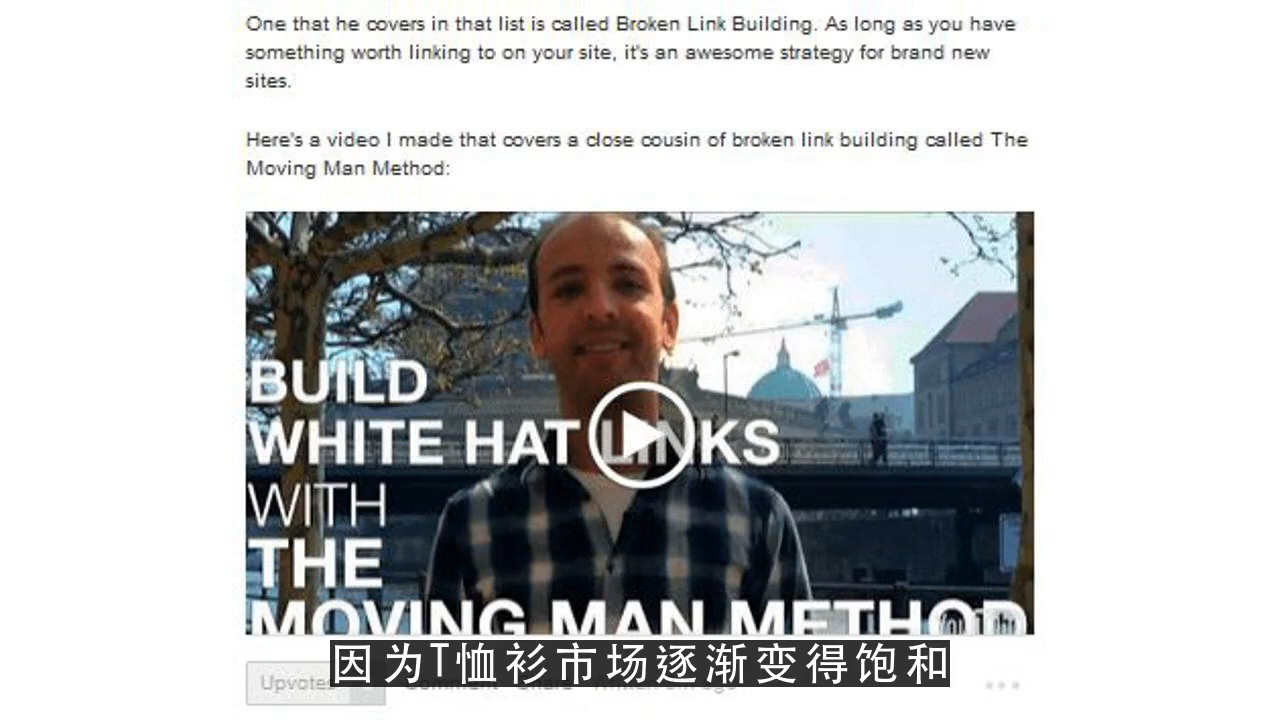 One that he covers in that list is called Broken Link Building. As long as you have
something worth linking to on your site, it's an awesome strategy for brand new
sites.
Here's a video I made that covers a close cousin of broken link building called The
Moving Man Method:
BUILD
WHITE HAT LINKS
WITH
THE
MOVING MAN METHOD
因为T恤衫市场逐渐变得饱和
Upvotes